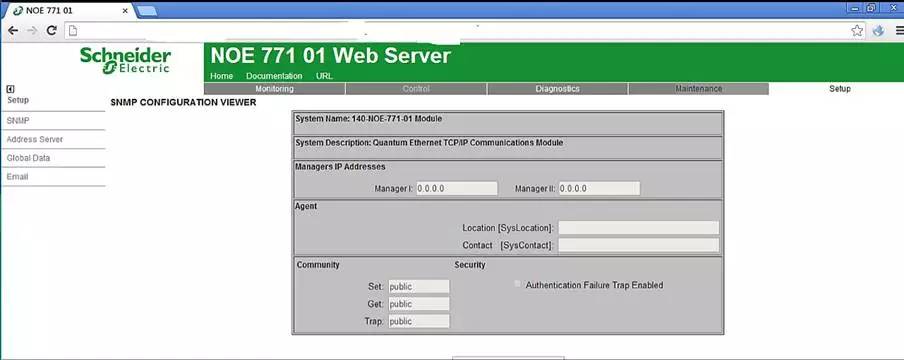 NOE 771 01
Schneider
Electric
NOE 771 01 Web Server
Home Documentation URL
Monitoring Control Diagnostics Maintenance Setup
Setup
SNMP
Address Server
Global Data
Email
SNMP CONFIGURATION VIEWER
System Name: 140-NOE-771-01 Module
System Description: Quantum Ethernet TCP/IP Communications Module
Managers IP Addresses
Manager I: 0.0.0.0 Manager II: 0.0.0.0
Agent
Location [SysLocation]:
Contact [SysContact]:
Community Security
Set: public Authentication Failure Trap Enabled
Get: public
Trap: public